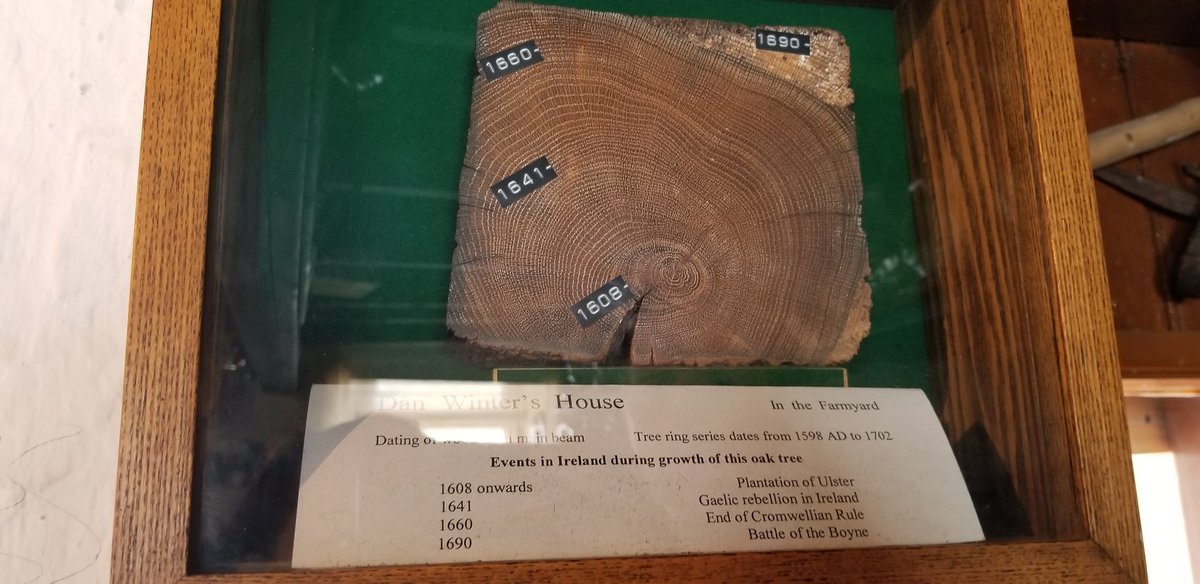 1660-
1690-
1641-
1608-
Dan Winter's House In the Farmyard
Dating of beam Tree ring series dates from 1598 AD to 1702
Events in Ireland during growth of this oak tree
1608 onwards Plantation of Ulster
1641 Gaelic rebellion in Ireland
1660 End of Cromwellian Rule
1690 Battle of the Boyne